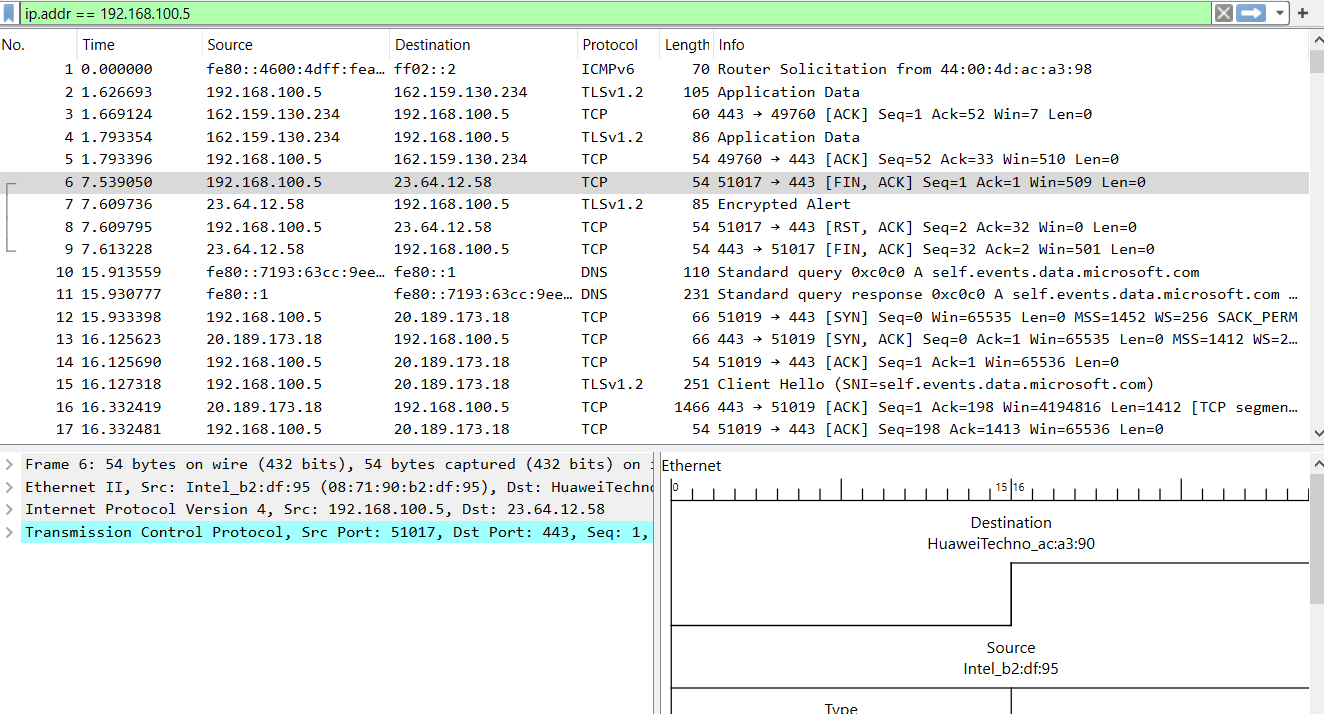 ip.addr == 192.168.100.5
No. Time Source Destination Protocol Length Info
1 0.000000 fe80::4600:4dff:fea… ff02::2 ICMPv6 70 Router Solicitation from 44:00:4d:ac:a3:98
2 1.626693 192.168.100.5 162.159.130.234 TLSv1.2 105 Application Data
3 1.669124 162.159.130.234 192.168.100.5 TCP 60 443 → 49760 [ACK] Seq=1 Ack=52 Win=7 Len=0
4 1.793354 162.159.130.234 192.168.100.5 TLSv1.2 86 Application Data
5 1.793396 192.168.100.5 162.159.130.234 TCP 54 49760 → 443 [ACK] Seq=52 Ack=33 Win=510 Len=0
6 7.539050 192.168.100.5 23.64.12.58 TCP 54 51017 → 443 [FIN, ACK] Seq=1 Ack=1 Win=509 Len=0
7 7.609736 23.64.12.58 192.168.100.5 TLSv1.2 85 Encrypted Alert
8 7.609795 192.168.100.5 23.64.12.58 TCP 54 51017 → 443 [RST, ACK] Seq=2 Ack=32 Win=0 Len=0
9 7.613228 23.64.12.58 192.168.100.5 TCP 54 443 → 51017 [FIN, ACK] Seq=32 Ack=2 Win=501 Len=0
10 15.913559 fe80::7193:63cc:9ee… fe80::1 DNS 110 Standard query 0xc0c0 A self.events.data.microsoft.com
11 15.930777 fe80::1 fe80::7193:63cc:9ee… DNS 231 Standard query response 0xc0c0 A self.events.data.microsoft.com …
12 15.933398 192.168.100.5 20.189.173.18 TCP 66 51019 → 443 [SYN] Seq=0 Win=65535 Len=0 MSS=1452 WS=256 SACK_PERM
13 16.125623 20.189.173.18 192.168.100.5 TCP 66 443 → 51019 [SYN, ACK] Seq=0 Ack=1 Win=65535 Len=0 MSS=1412 WS=2…
14 16.125690 192.168.100.5 20.189.173.18 TCP 54 51019 → 443 [ACK] Seq=1 Ack=1 Win=65536 Len=0
15 16.127318 192.168.100.5 20.189.173.18 TLSv1.2 251 Client Hello (SNI=self.events.data.microsoft.com)
16 16.332419 20.189.173.18 192.168.100.5 TCP 1466 443 → 51019 [ACK] Seq=1 Ack=198 Win=4194816 Len=1412 [TCP segmen…
17 16.332481 192.168.100.5 20.189.173.18 TCP 54 51019 → 443 [ACK] Seq=198 Ack=1413 Win=65536 Len=0
Frame 6: 54 bytes on wire (432 bits), 54 bytes captured (432 bits) on
Ethernet II, Src: Intel_b2:df:95 (08:71:90:b2:df:95), Dst: HuaweiTechn
Internet Protocol Version 4, Src: 192.168.100.5, Dst: 23.64.12.58
Transmission Control Protocol, Src Port: 51017, Dst Port: 443, Seq: 1,
Ethernet
0 15 16
Destination
HuaweiTechno_ac:a3:90
Source
Intel_b2:df:95
Type